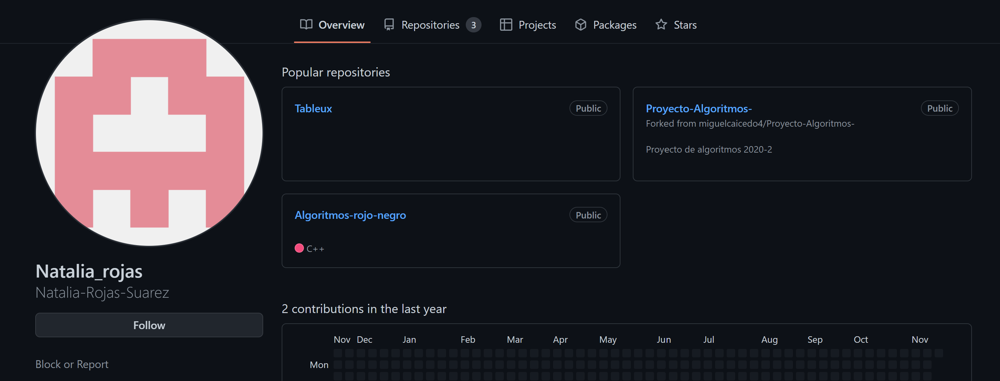 Overview Repositories 3 Projects Packages Stars
Popular repositories
Tableux Public
Proyecto-Algoritmos- Public
Forked from miguelcaicedo4/Proyecto-Algoritmos-
Proyecto de algoritmos 2020-2
Algoritmos-rojo-negro Public
C++
Natalia_rojas
Natalia-Rojas-Suarez
Follow
Block or Report
2 contributions in the last year
Nov Dec Jan Feb Mar Apr May Jun Jul Aug Sep Oct Nov
Mon